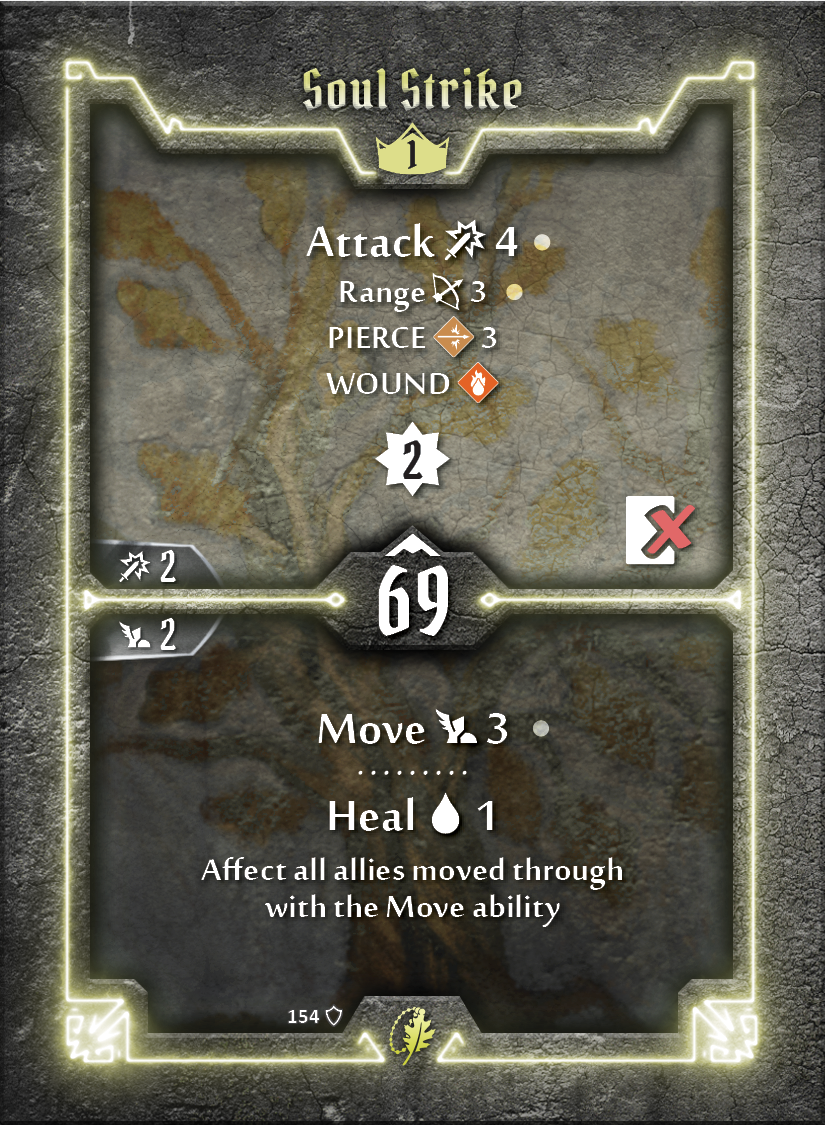 Soul Strike
1
Attack 4
Range 3
PIERCE 3
WOUND
2
2
69
2
Move 3
Heal 1
Affect all allies moved through
with the Move ability
154